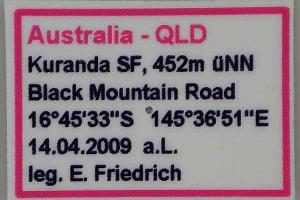 Australia - QLD
Kuranda SF, 452m üNN
Black Mountain Road
16°45'33"S 145°36'51"E
14.04.2009 a.L.
leg. E. Friedrich